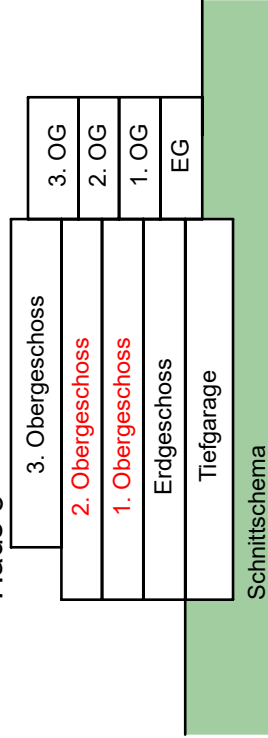 3. Obergeschoss
2. Obergeschoss
1. Obergeschoss
Erdgeschoss
Tiefgarage
3. OG
2. OG
1. OG
EG
Schnittschema